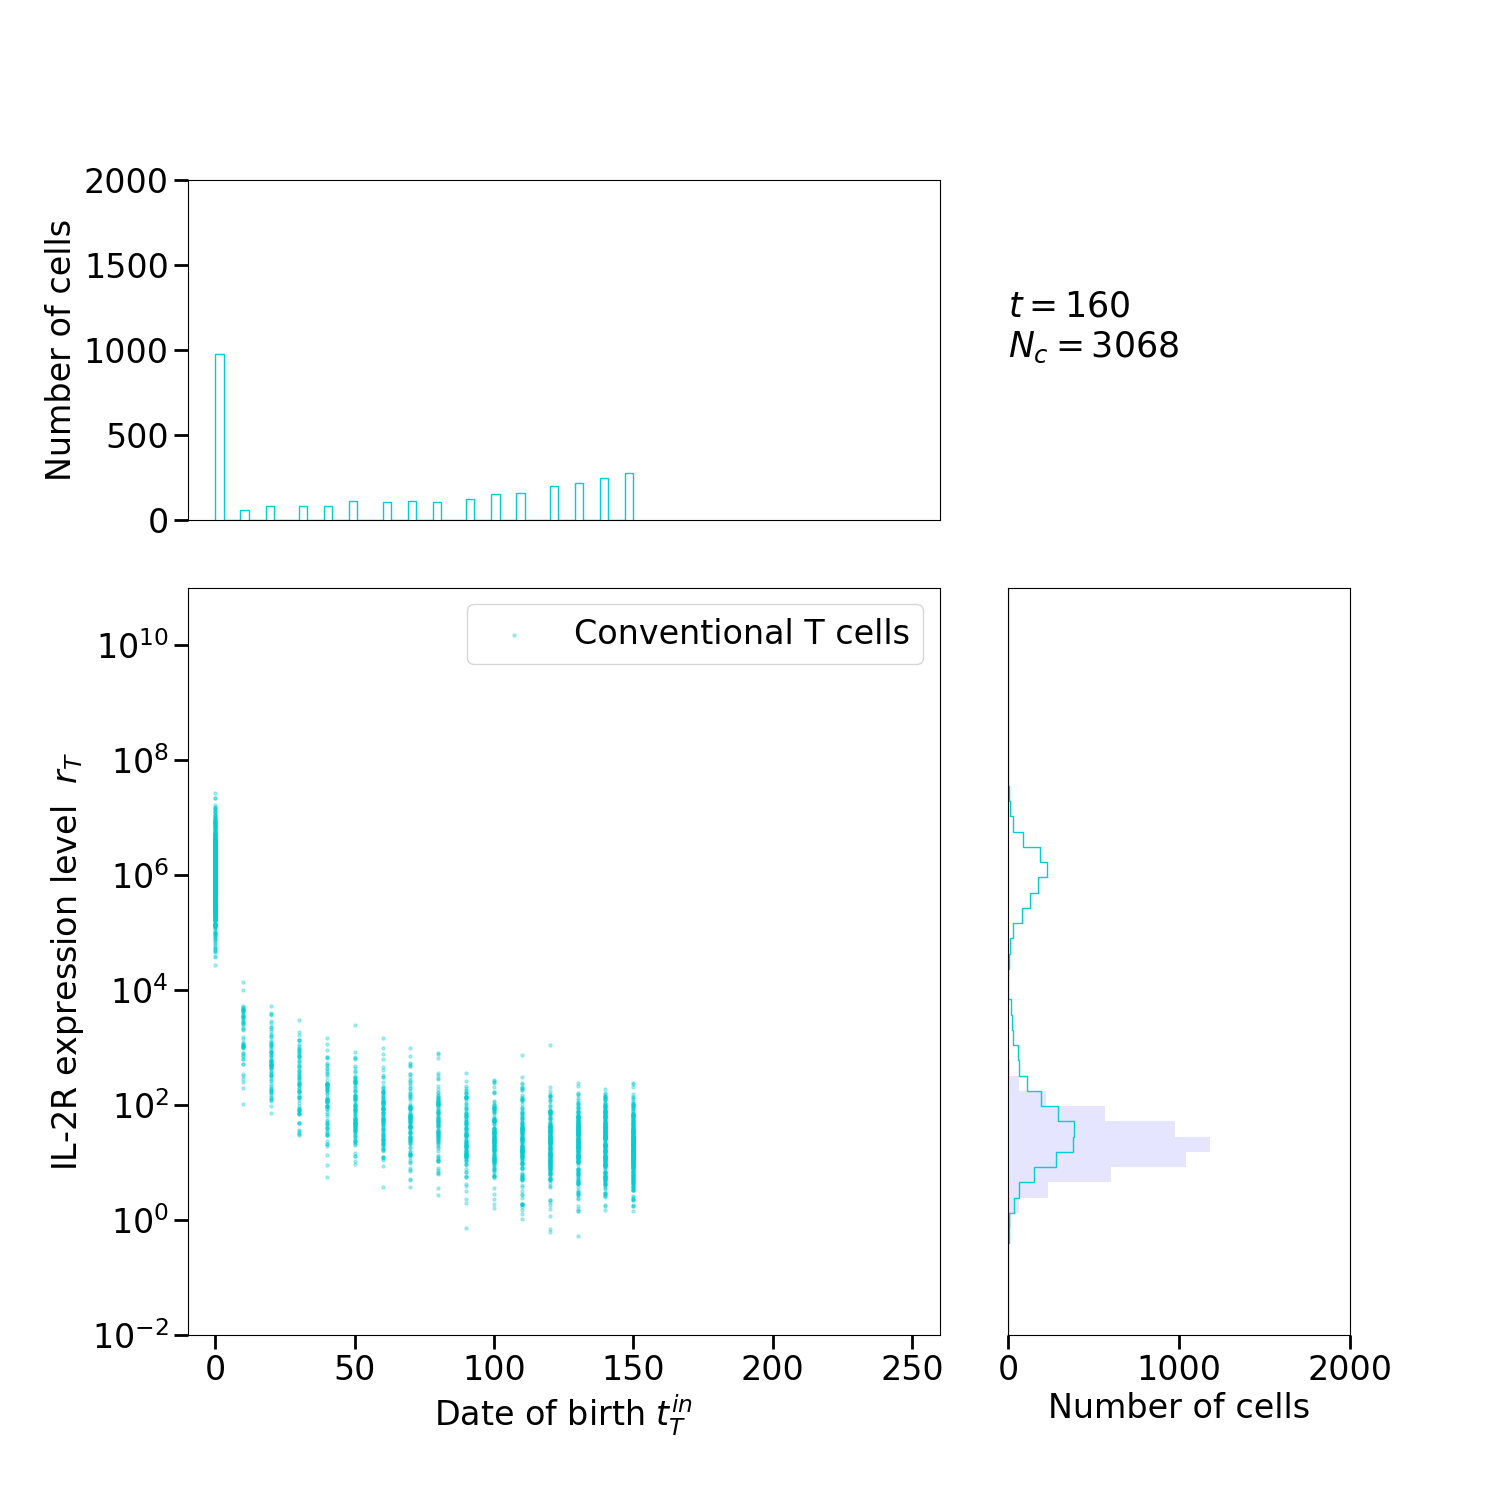 2000
1500
1000
500
0
Number of cells
t = 160
N_c = 3068
Conventional T cells
10^10
10^8
10^6
10^4
10^2
10^0
10^−2
IL-2R expression level r_T
0 50 100 150 200 250
Date of birth t_T^in
0 1000 2000
Number of cells